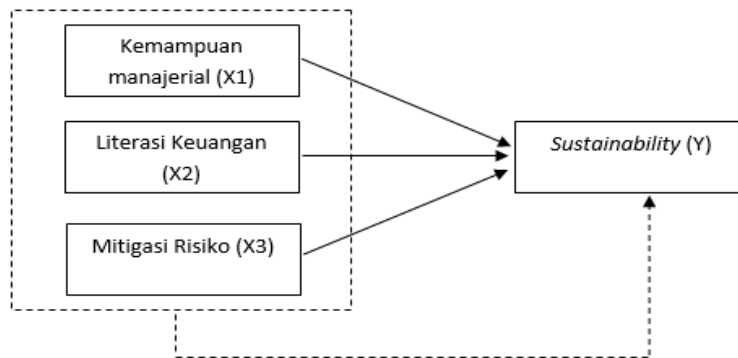 Kemampuan
manajerial (X1)
Literasi Keuangan
(X2)
Mitigasi Risiko (X3)
Sustainability (Y)